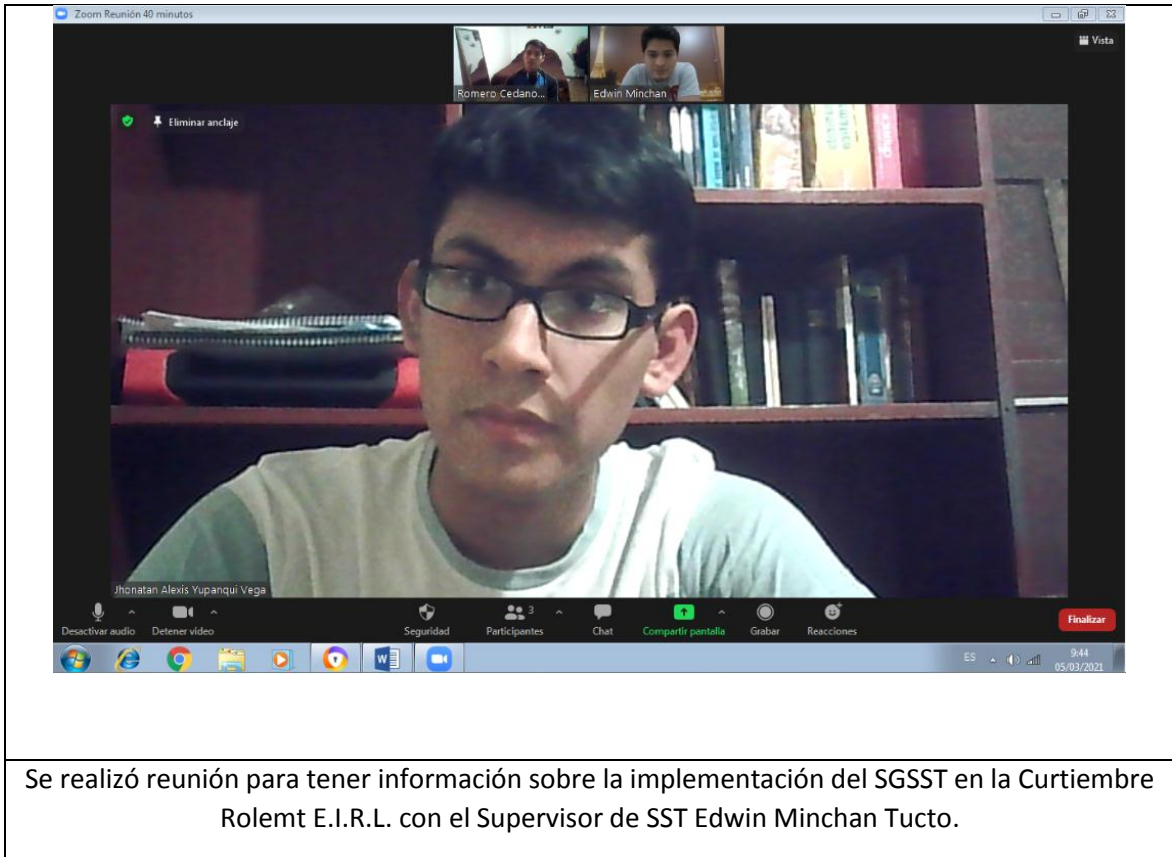 Zoom Reunión 40 minutos
Vista
Romero Cedano...
Edwin Minchan
Eliminar anclaje
Jhonatan Alexis Yupanqui Vega
Desactivar audio
Detener video
Seguridad
Participantes
3
Chat
Compartir pantalla
Grabar
Reacciones
Finalizar
ES
9:44
05/03/2021
Se realizó reunión para tener información sobre la implementación del SGSST en la Curtiembre
Rolemt E.I.R.L. con el Supervisor de SST Edwin Minchan Tucto.